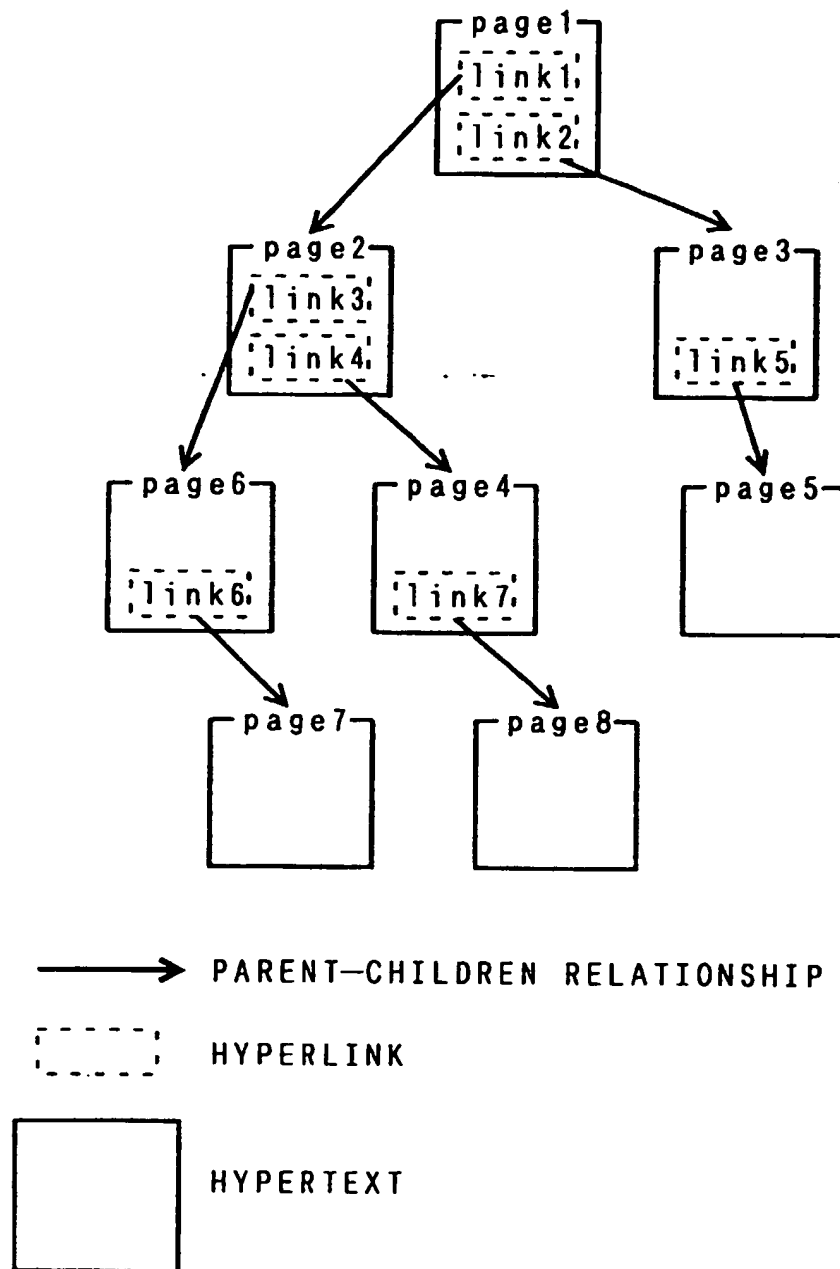 page1
link1
link2
page2
page3
link3
link4
link5
page6
page4
page5
link6
link7
page7
page8
PARENT—CHILDREN RELATIONSHIP
HYPERLINK
HYPERTEXT